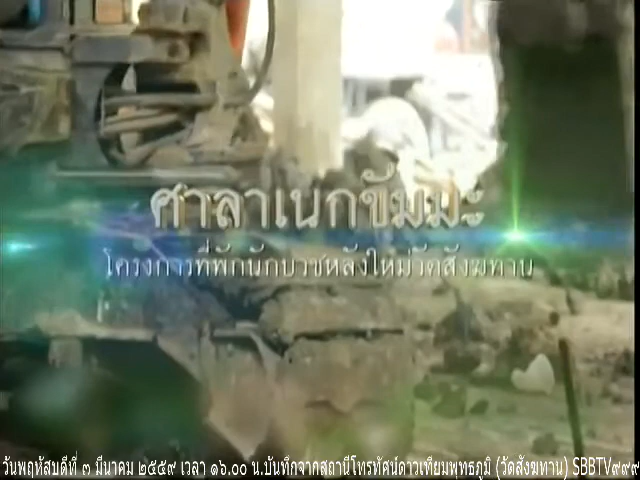 ศาลาเนกขัมมะ
โครงการที่พักนักบวชหลังใหม่วัดสังฆทาน
วันพฤหัสบดีที่ ๓ มีนาคม ๒๕๕๙ เวลา ๑๖.๐๐ น.บันทึกจากสถานีโทรทัศน์ดาวเทียมพุทธภูมิ (วัดสังฆทาน) SBBTV๙๙๙